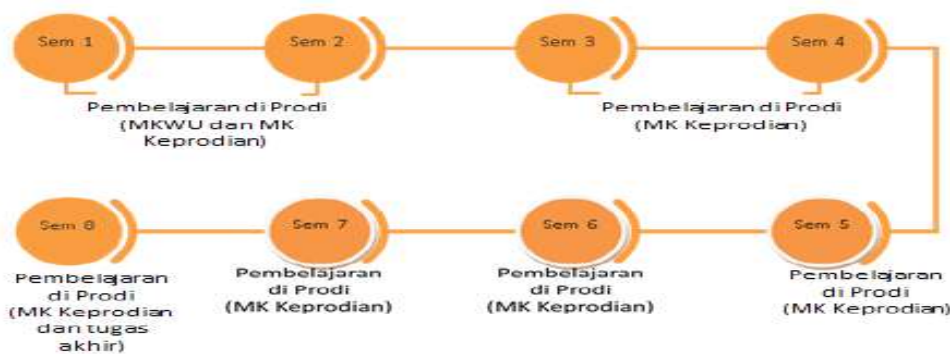 Sem 1
Sem 2
Sem 3
Sem 4
Pembelajaran di Prodi
(MKWU dan MK
Keprodian)
Pembelajaran di Prodi
(MK Keprodian)
Sem 8
Sem 7
Sem 6
Sem 5
Pembelajaran
di Prodi
(MK Keprodian
dan tugas
akhir)
Pembelajaran
di Prodi
(MK Keprodian)
Pembelajaran
di Prodi
(MK Keprodian)
Pembelajaran
di Prodi
(MK Keprodian)